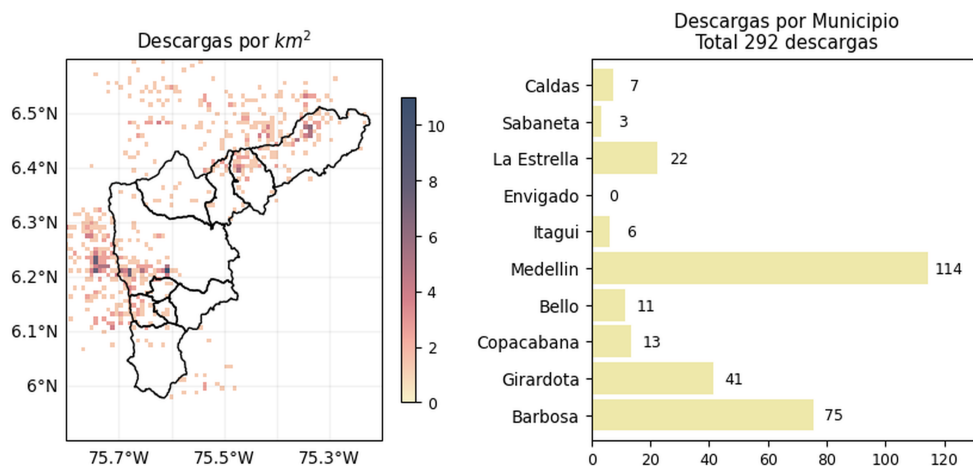 Descargas por km²
6.5°N
6.4°N
6.3°N
6.2°N
6.1°N
6°N
75.7°W 75.5°W 75.3°W
10
8
6
4
2
0
Descargas por Municipio
Total 292 descargas
Caldas 7
Sabaneta 3
La Estrella 22
Envigado 0
Itagui 6
Medellin 114
Bello 11
Copacabana 13
Girardota 41
Barbosa 75
0 20 40 60 80 100 120